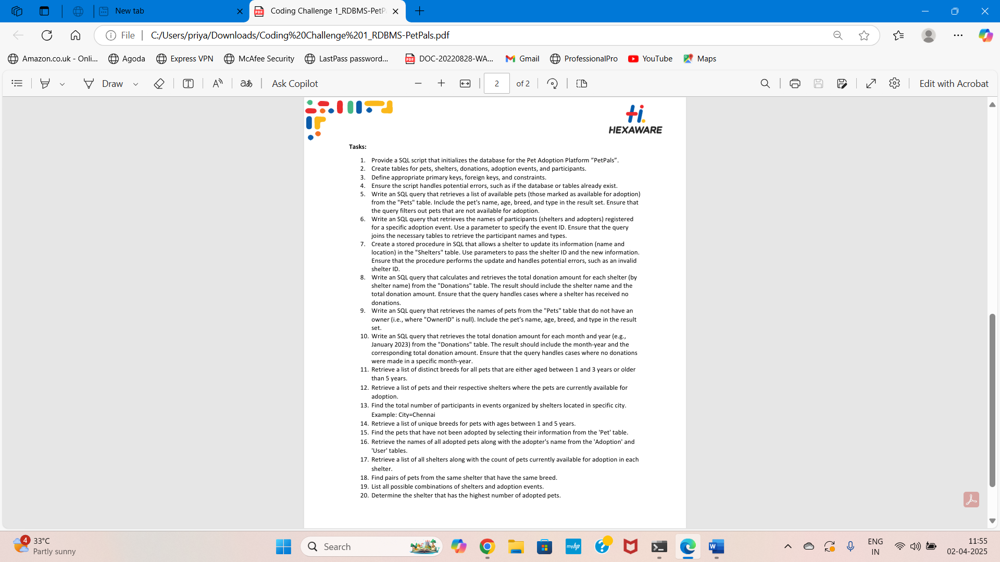 New tab
Coding Challenge 1_RDBMS-PetP
File
C:/Users/priya/Downloads/Coding%20Challenge%201_RDBMS-PetPals.pdf
Amazon.co.uk - Onli...
Agoda
Express VPN
McAfee Security
LastPass password...
DOC-20220828-WA...
Gmail
ProfessionalPro
YouTube
Maps
Draw
Ask Copilot
2 of 2
Edit with Acrobat
HEXAWARE
Tasks:
1. Provide a SQL script that initializes the database for the Pet Adoption Platform ”PetPals”.
2. Create tables for pets, shelters, donations, adoption events, and participants.
3. Define appropriate primary keys, foreign keys, and constraints.
4. Ensure the script handles potential errors, such as if the database or tables already exist.
5. Write an SQL query that retrieves a list of available pets (those marked as available for adoption)
from the "Pets" table. Include the pet's name, age, breed, and type in the result set. Ensure that
the query filters out pets that are not available for adoption.
6. Write an SQL query that retrieves the names of participants (shelters and adopters) registered
for a specific adoption event. Use a parameter to specify the event ID. Ensure that the query
joins the necessary tables to retrieve the participant names and types.
7. Create a stored procedure in SQL that allows a shelter to update its information (name and
location) in the "Shelters" table. Use parameters to pass the shelter ID and the new information.
Ensure that the procedure performs the update and handles potential errors, such as an invalid
shelter ID.
8. Write an SQL query that calculates and retrieves the total donation amount for each shelter (by
shelter name) from the "Donations" table. The result should include the shelter name and the
total donation amount. Ensure that the query handles cases where a shelter has received no
donations.
9. Write an SQL query that retrieves the names of pets from the "Pets" table that do not have an
owner (i.e., where "OwnerID" is null). Include the pet's name, age, breed, and type in the result
set.
10. Write an SQL query that retrieves the total donation amount for each month and year (e.g.,
January 2023) from the "Donations" table. The result should include the month-year and the
corresponding total donation amount. Ensure that the query handles cases where no donations
were made in a specific month-year.
11. Retrieve a list of distinct breeds for all pets that are either aged between 1 and 3 years or older
than 5 years.
12. Retrieve a list of pets and their respective shelters where the pets are currently available for
adoption.
13. Find the total number of participants in events organized by shelters located in specific city.
Example: City=Chennai
14. Retrieve a list of unique breeds for pets with ages between 1 and 5 years.
15. Find the pets that have not been adopted by selecting their information from the 'Pet' table.
16. Retrieve the names of all adopted pets along with the adopter's name from the 'Adoption' and
'User' tables.
17. Retrieve a list of all shelters along with the count of pets currently available for adoption in each
shelter.
18. Find pairs of pets from the same shelter that have the same breed.
19. List all possible combinations of shelters and adoption events.
20. Determine the shelter that has the highest number of adopted pets.
4
33°C
Partly sunny
Search
ENG
IN
11:55
02-04-2025